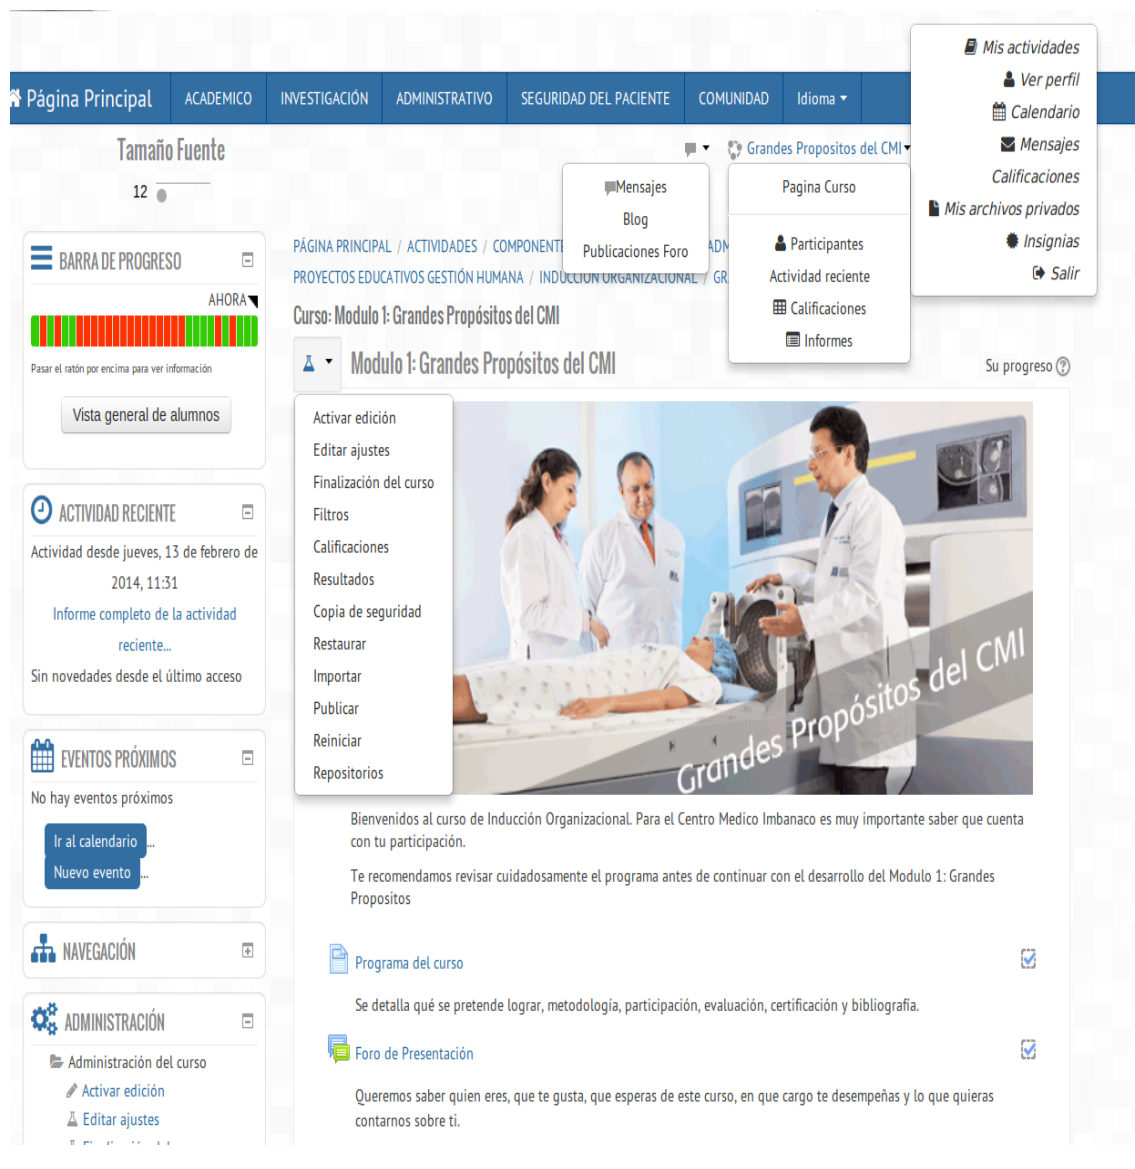 Mis actividades
Ver perfil
Calendario
Mensajes
Calificaciones
Mis archivos privados
Insignias
Salir
Página Principal
ACADEMICO
INVESTIGACIÓN
ADMINISTRATIVO
SEGURIDAD DEL PACIENTE
COMUNIDAD
Idioma
Tamaño Fuente
12
Grandes Propositos del CMI
Mensajes
Blog
Publicaciones Foro
Pagina Curso
Participantes
Actividad reciente
Calificaciones
Informes
BARRA DE PROGRESO
AHORA
Pasar el ratón por encima para ver información
Vista general de alumnos
ACTIVIDAD RECIENTE
Actividad desde jueves, 13 de febrero de
2014, 11:31
Informe completo de la actividad
reciente...
Sin novedades desde el último acceso
EVENTOS PRÓXIMOS
No hay eventos próximos
Ir al calendario ...
Nuevo evento ...
NAVEGACIÓN
ADMINISTRACIÓN
Administración del curso
Activar edición
Editar ajustes
PÁGINA PRINCIPAL / ACTIVIDADES /
PROYECTOS EDUCATIVOS GESTIÓN HUMANA / INDUCCIÓN ORGANIZACIONAL /
Curso: Modulo 1: Grandes Propósitos del CMI
Modulo 1: Grandes Propósitos del CMI
Su progreso
Activar edición
Editar ajustes
Finalización del curso
Filtros
Calificaciones
Resultados
Copia de seguridad
Restaurar
Importar
Publicar
Reiniciar
Repositorios
Grandes Propósitos del CMI
Bienvenidos al curso de Inducción Organizacional. Para el Centro Medico Imbanaco es muy importante saber que cuenta
con tu participación.
Te recomendamos revisar cuidadosamente el programa antes de continuar con el desarrollo del Modulo 1: Grandes
Propositos
Programa del curso
Se detalla qué se pretende lograr, metodología, participación, evaluación, certificación y bibliografía.
Foro de Presentación
Queremos saber quien eres, que te gusta, que esperas de este curso, en que cargo te desempeñas y lo que quieras
contarnos sobre ti.